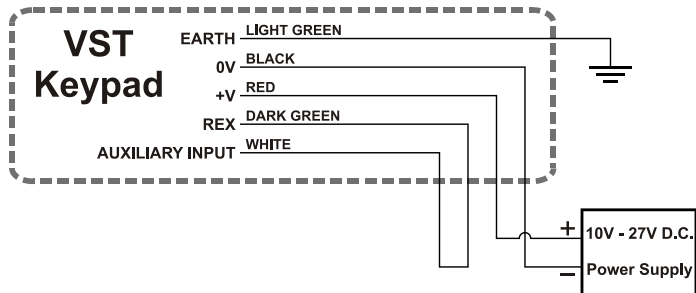 VST
Keypad
EARTH LIGHT GREEN
0V BLACK
+V RED
REX DARK GREEN
AUXILIARY INPUT WHITE
+ 10V - 27V D.C.
– Power Supply